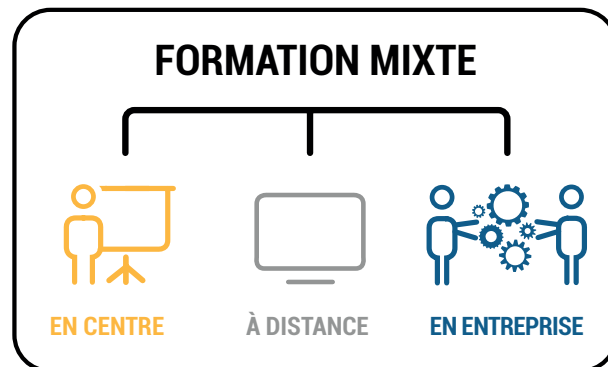 FORMATION MIXTE
EN CENTRE
À DISTANCE
EN ENTREPRISE